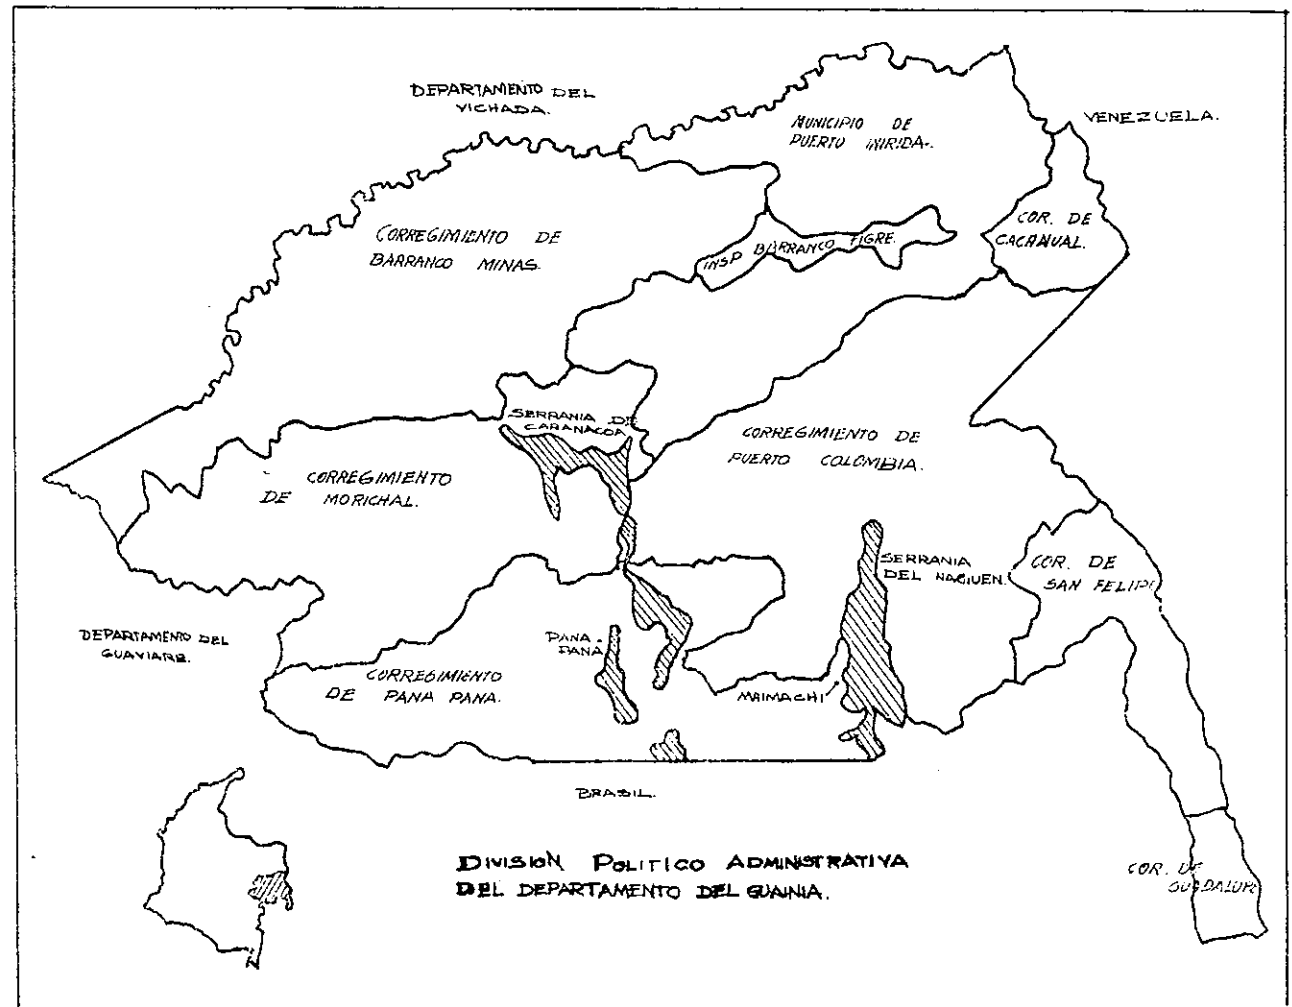 DEPARTAMENTO DEL
VICHADA.
MUNICIPIO DE
PUERTO INIRIDA.
VENEZUELA.
CORREGIMIENTO DE
BARRANCO MINAS.
INSP BARRANCO TIGRE.
COR. DE
CACAHUAL.
SERRANIA DE
CARANACOA
CORREGIMIENTO DE
PUERTO COLOMBIA.
CORREGIMIENTO
DE MORICHAL.
SERRANIA
DEL NAQUEN.
COR. DE
SAN FELIPE
DEPARTAMENTO DEL
GUAVIARE.
PANA-
PANA
CORREGIMIENTO
DE PANA PANA.
MAIMACHI
BRASIL.
DIVISION POLITICO ADMINISTRATIVA
DEL DEPARTAMENTO DEL GUAINIA.
COR. DE
GUADALUPE